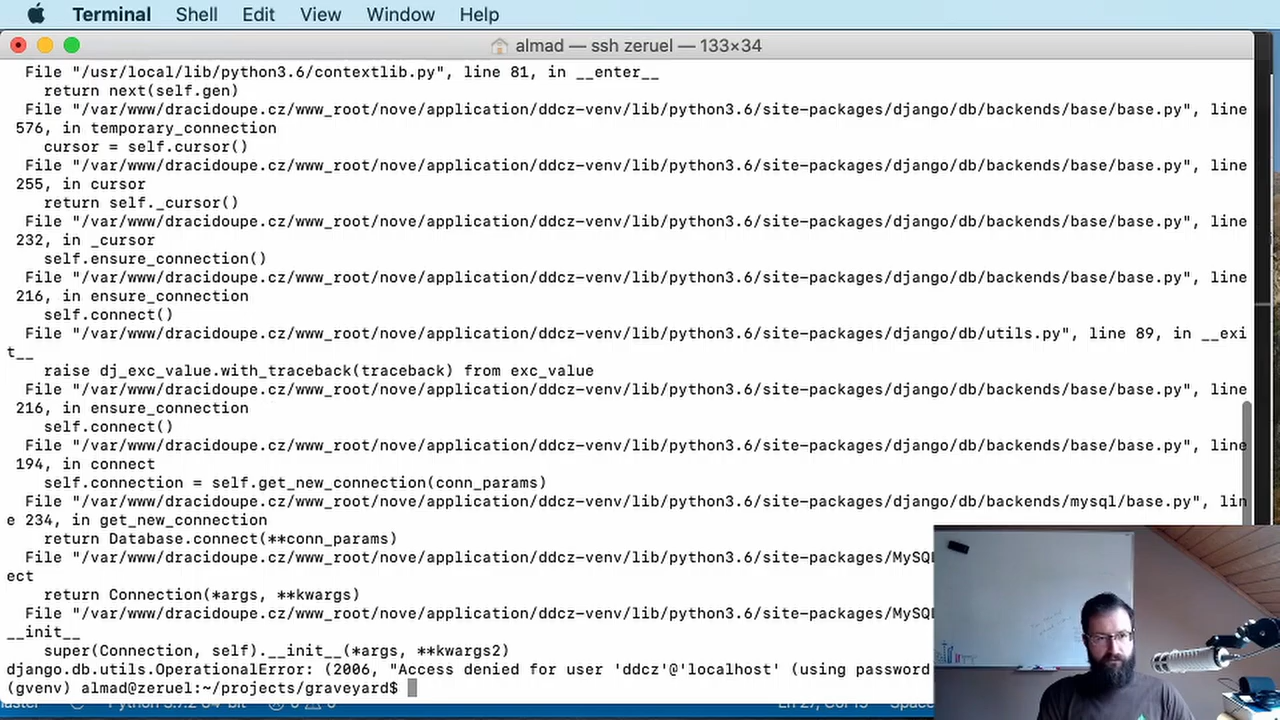 Terminal Shell Edit View Window Help
almad — ssh zeruel — 133×34
File "/usr/local/lib/python3.6/contextlib.py", line 81, in __enter__
return next(self.gen)
File "/var/www/dracidoupe.cz/www_root/nove/application/ddcz-venv/lib/python3.6/site-packages/django/db/backends/base/base.py", line
576, in temporary_connection
cursor = self.cursor()
File "/var/www/dracidoupe.cz/www_root/nove/application/ddcz-venv/lib/python3.6/site-packages/django/db/backends/base/base.py", line
255, in cursor
return self._cursor()
File "/var/www/dracidoupe.cz/www_root/nove/application/ddcz-venv/lib/python3.6/site-packages/django/db/backends/base/base.py", line
232, in _cursor
self.ensure_connection()
File "/var/www/dracidoupe.cz/www_root/nove/application/ddcz-venv/lib/python3.6/site-packages/django/db/backends/base/base.py", line
216, in ensure_connection
self.connect()
File "/var/www/dracidoupe.cz/www_root/nove/application/ddcz-venv/lib/python3.6/site-packages/django/db/utils.py", line 89, in __exi
t__
raise dj_exc_value.with_traceback(traceback) from exc_value
File "/var/www/dracidoupe.cz/www_root/nove/application/ddcz-venv/lib/python3.6/site-packages/django/db/backends/base/base.py", line
216, in ensure_connection
self.connect()
File "/var/www/dracidoupe.cz/www_root/nove/application/ddcz-venv/lib/python3.6/site-packages/django/db/backends/base/base.py", line
194, in connect
self.connection = self.get_new_connection(conn_params)
File "/var/www/dracidoupe.cz/www_root/nove/application/ddcz-venv/lib/python3.6/site-packages/django/db/backends/mysql/base.py", lin
e 234, in get_new_connection
return Database.connect(**conn_params)
File "/var/www/dracidoupe.cz/www_root/nove/application/ddcz-venv/lib/python3.6/site-packages/MySQL
ect
return Connection(*args, **kwargs)
File "/var/www/dracidoupe.cz/www_root/nove/application/ddcz-venv/lib/python3.6/site-packages/MySQL
__init__
super(Connection, self).__init__(*args, **kwargs2)
django.db.utils.OperationalError: (2006, "Access denied for user 'ddcz'@'localhost' (using password
(gvenv) almad@zeruel:~/projects/graveyard$